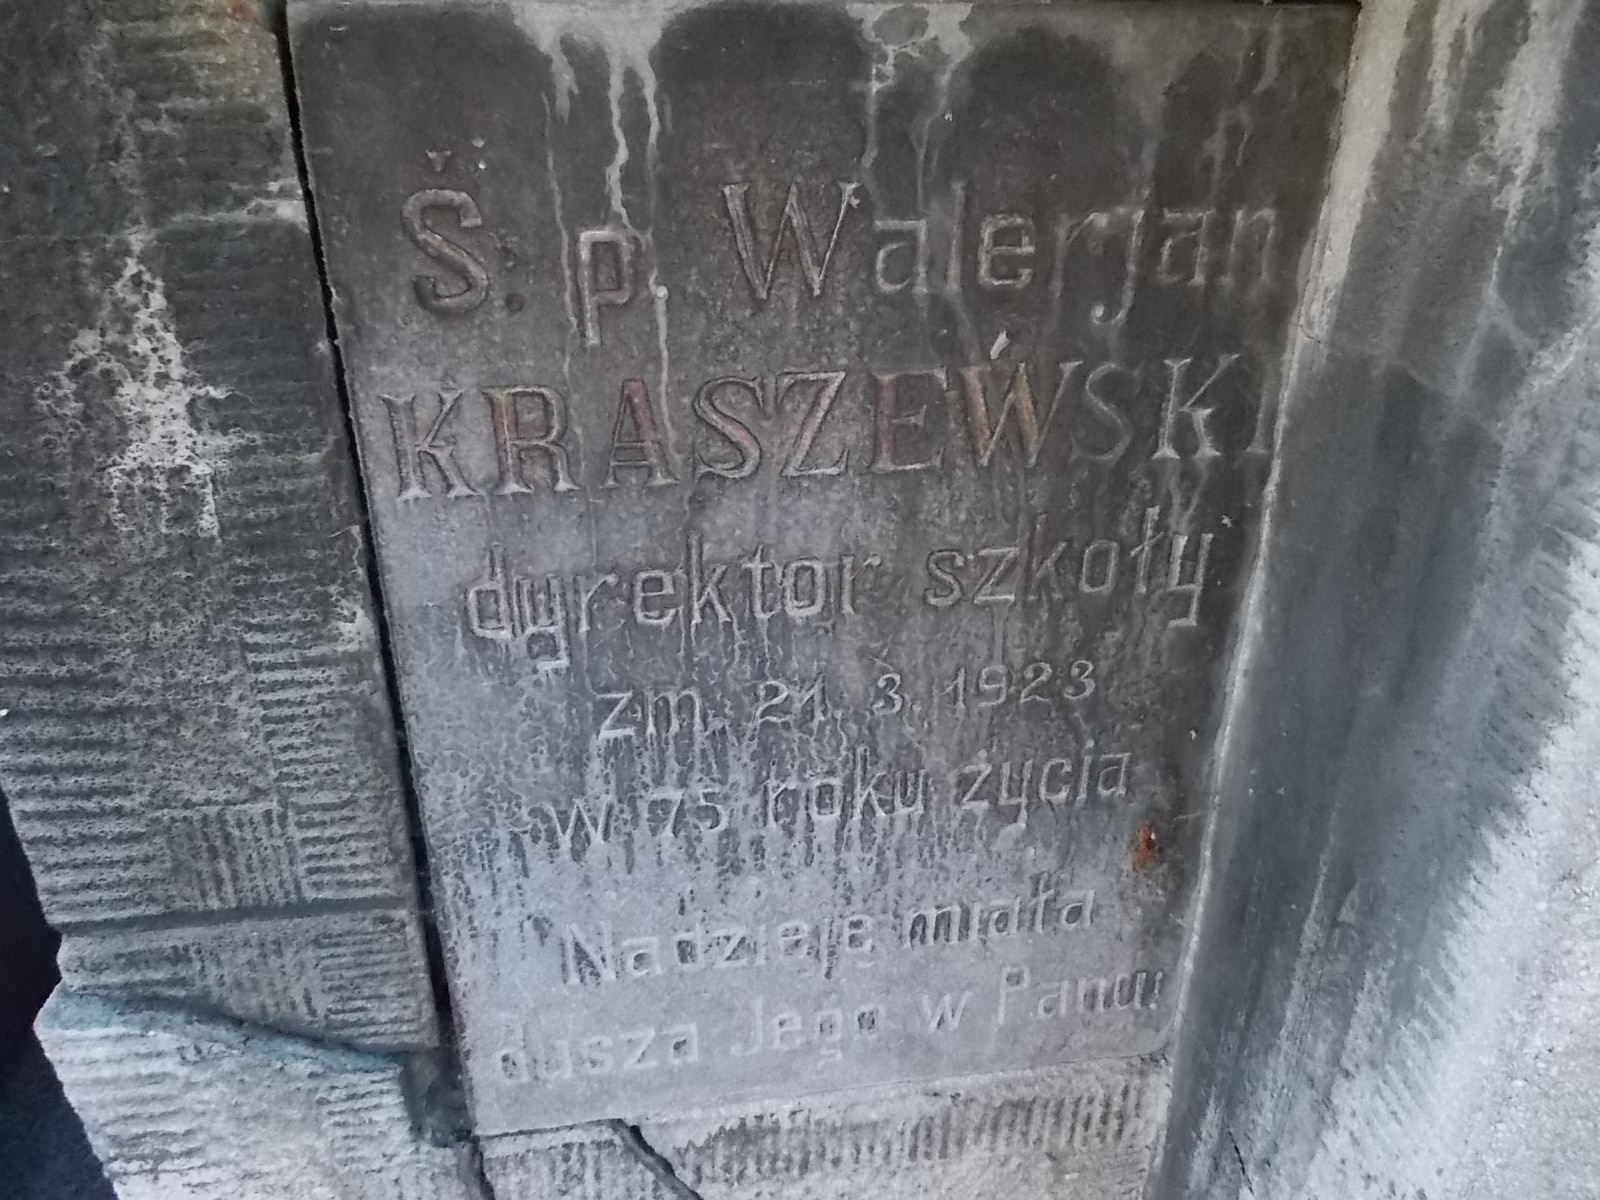 Ś. p. Walerjan
KRASZEWSKI
dyrektor szkoły
zm. 21. 3. 1923
w 75 roku życia
Nadzieję miała
dusza Jego w Panu.